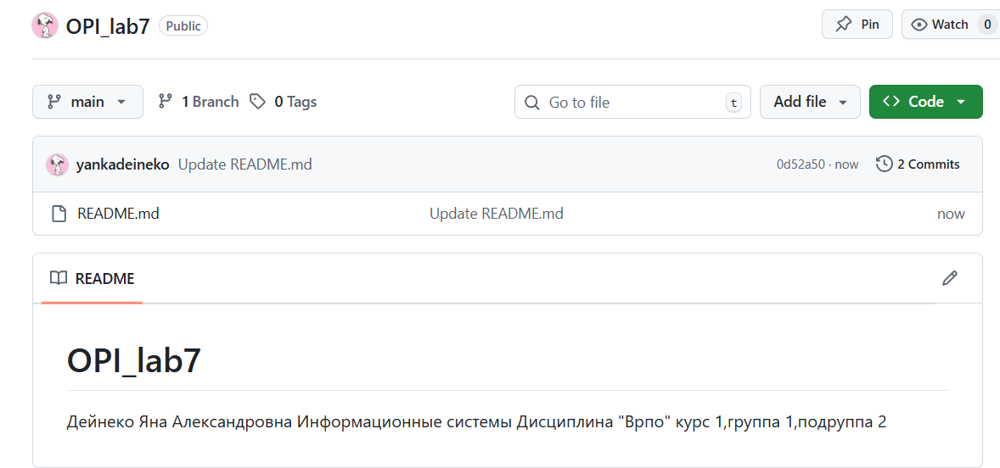 OPI_lab7 Public Pin Watch 0
main 1 Branch 0 Tags Go to file t Add file Code
yankadeineko Update README.md 0d52a50 · now 2 Commits
README.md Update README.md now
README
OPI_lab7
Дейнеко Яна Александровна Информационные системы Дисциплина "Врпо" курс 1,группа 1,подруппа 2